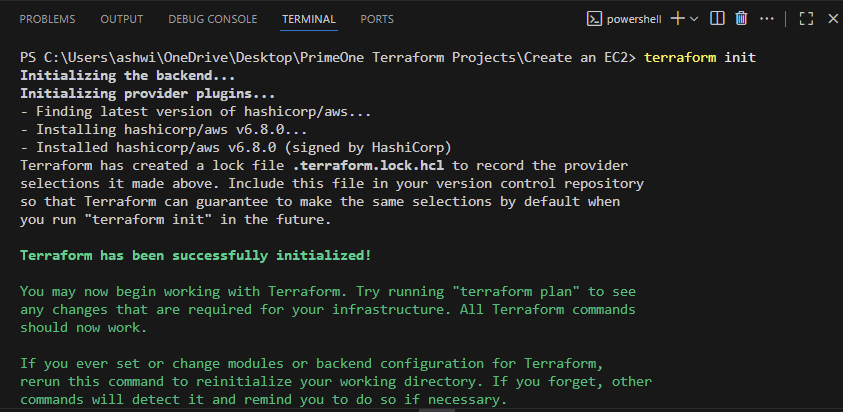 PROBLEMS OUTPUT DEBUG CONSOLE TERMINAL PORTS powershell
PS C:\Users\ashwi\OneDrive\Desktop\PrimeOne Terraform Projects\Create an EC2> terraform init
Initializing the backend...
Initializing provider plugins...
- Finding latest version of hashicorp/aws...
- Installing hashicorp/aws v6.8.0...
- Installed hashicorp/aws v6.8.0 (signed by HashiCorp)
Terraform has created a lock file .terraform.lock.hcl to record the provider
selections it made above. Include this file in your version control repository
so that Terraform can guarantee to make the same selections by default when
you run "terraform init" in the future.
Terraform has been successfully initialized!
You may now begin working with Terraform. Try running "terraform plan" to see
any changes that are required for your infrastructure. All Terraform commands
should now work.
If you ever set or change modules or backend configuration for Terraform,
rerun this command to reinitialize your working directory. If you forget, other
commands will detect it and remind you to do so if necessary.